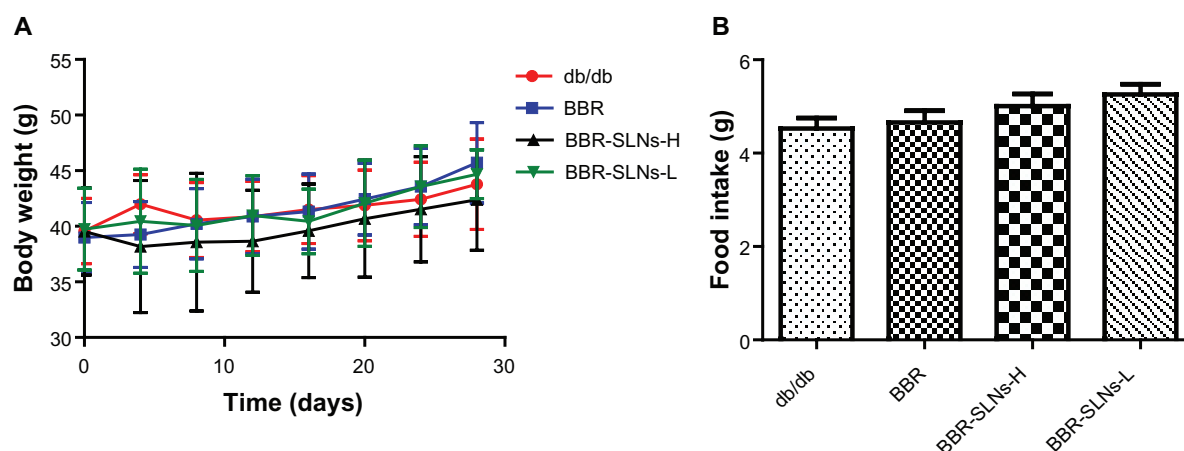 A
Body weight (g)
55
50
45
40
35
30
0
10
20
30
Time (days)
db/db
BBR
BBR-SLNs-H
BBR-SLNs-L
B
Food intake (g)
6
4
2
0
db/db
BBR
BBR-SLNs-H
BBR-SLNs-L